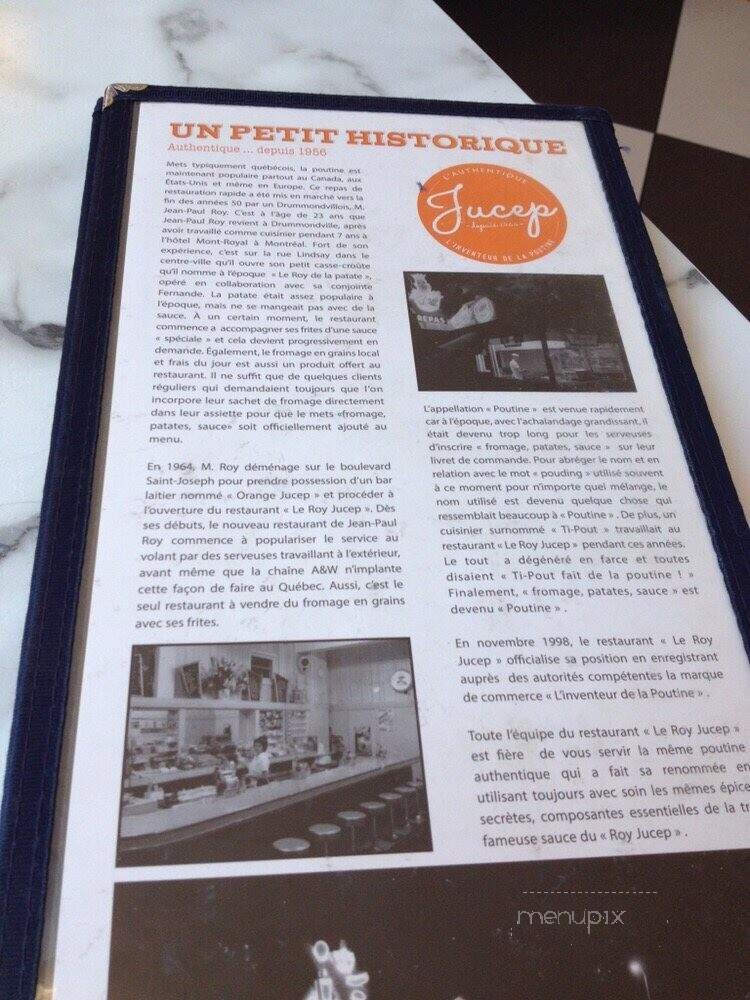 UN PETIT HISTORIQUE
Authentique ... depuis 1956
Mets typiquement québécois, la poutine est
maintenant populaire partout au Canada, aux
États-Unis et même en Europe. Ce repas de
restauration rapide a été mis en marché vers la
fin des années 50 par un Drummondvillois, M.
Jean-Paul Roy. C'est à l'âge de 23 ans que
Jean-Paul Roy revient à Drummondville, après
avoir travaillé comme cuisinier pendant 7 ans à
l'hôtel Mont-Royal à Montréal. Fort de son
expérience, c'est sur la rue Lindsay dans le
centre-ville qu'il ouvre son petit casse-croûte
qu'il nomme à l'époque « Le Roy de la patate »,
opéré en collaboration avec sa conjointe
Fernande. La patate était assez populaire à
l'époque, mais ne se mangeait pas avec de la
sauce. À un certain moment, le restaurant
commence a accompagner ses frites d'une sauce
« spéciale » et cela devient progressivement en
demande. Également, le fromage en grains local
et frais du jour est aussi un produit offert au
restaurant. Il ne suffit que de quelques clients
réguliers qui demandaient toujours que l'on
incorpore leur sachet de fromage directement
dans leur assiette pour que le mets «fromage,
patates, sauce» soit officiellement ajouté au
menu.
En 1964, M. Roy déménage sur le boulevard
Saint-Joseph pour prendre possession d'un bar
laitier nommé « Orange Jucep » et procéder à
l'ouverture du restaurant « Le Roy Jucep ». Dès
ses débuts, le nouveau restaurant de Jean-Paul
Roy commence à populariser le service au
volant par des serveuses travaillant à l'extérieur,
avant même que la chaîne A&W n'implante
cette façon de faire au Québec. Aussi, c'est le
seul restaurant à vendre du fromage en grains
avec ses frites.
L'AUTHENTIQUE
Jucep
L'INVENTEUR DE LA POUTINE
REPAS
L'appellation « Poutine » est venue rapidement
car à l'époque, avec l'achalandage grandissant, il
était devenu trop long pour les serveuses
d'inscrire « fromage, patates, sauce » sur leur
livret de commande. Pour abréger le nom et en
relation avec le mot « pouding » utilisé souvent
à ce moment pour n'importe quel mélange, le
nom utilisé est devenu quelque chose qui
ressemblait beaucoup à « Poutine ». De plus, un
cuisinier surnommé « Ti-Pout » travaillait au
restaurant « Le Roy Jucep » pendant ces années.
Le tout a dégénéré en farce et toutes
disaient « Ti-Pout fait de la poutine ! »
Finalement, « fromage, patates, sauce » est
devenu « Poutine » .
En novembre 1998, le restaurant « Le Roy
Jucep » officialise sa position en enregistrant
auprès des autorités compétentes la marque
de commerce « L'inventeur de la Poutine » .
Toute l'équipe du restaurant « Le Roy Jucep »
est fière de vous servir la même poutine
authentique qui a fait sa renommée en
utilisant toujours avec soin les mêmes épice
secrètes, composantes essentielles de la tr
fameuse sauce du « Roy Jucep » .
menupix